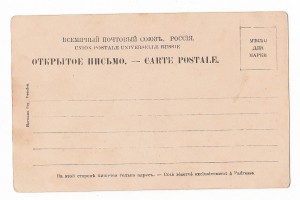 ВСЕМІРНЫЙ ПОЧТОВЫЙ СОЮЗЪ. РОССІЯ.
UNION POSTALE UNIVERSELLE RUSSIE
ОТКРЫТОЕ ПИСЬМО. — CARTE POSTALE.
МѢСТО
ДЛЯ
МАРКИ
На этой сторонѣ пишется только адресъ. — Côté réservé exclusivement à l'adresse